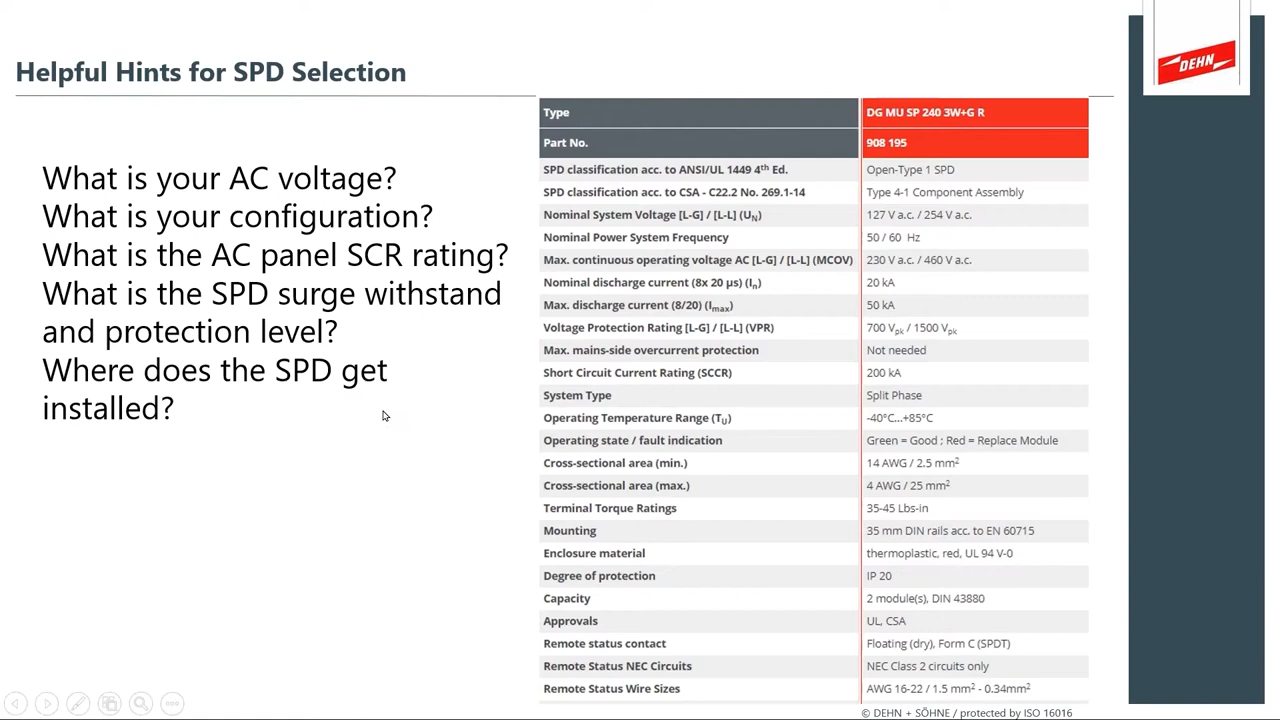 Helpful Hints for SPD Selection
DEHN
What is your AC voltage?
What is your configuration?
What is the AC panel SCR rating?
What is the SPD surge withstand
and protection level?
Where does the SPD get
installed?
Type DG MU SP 240 3W+G R
Part No. 908 195
SPD classification acc. to ANSI/UL 1449 4th Ed. Open-Type 1 SPD
SPD classification acc. to CSA - C22.2 No. 269.1-14 Type 4-1 Component Assembly
Nominal System Voltage [L-G] / [L-L] (UN) 127 V a.c. / 254 V a.c.
Nominal Power System Frequency 50 / 60 Hz
Max. continuous operating voltage AC [L-G] / [L-L] (MCOV) 230 V a.c. / 460 V a.c.
Nominal discharge current (8x 20 µs) (In) 20 kA
Max. discharge current (8/20) (Imax) 50 kA
Voltage Protection Rating [L-G] / [L-L] (VPR) 700 Vpk / 1500 Vpk
Max. mains-side overcurrent protection Not needed
Short Circuit Current Rating (SCCR) 200 kA
System Type Split Phase
Operating Temperature Range (TU) -40°C...+85°C
Operating state / fault indication Green = Good ; Red = Replace Module
Cross-sectional area (min.) 14 AWG / 2.5 mm²
Cross-sectional area (max.) 4 AWG / 25 mm²
Terminal Torque Ratings 35-45 Lbs-in
Mounting 35 mm DIN rails acc. to EN 60715
Enclosure material thermoplastic, red, UL 94 V-0
Degree of protection IP 20
Capacity 2 module(s), DIN 43880
Approvals UL, CSA
Remote status contact Floating (dry), Form C (SPDT)
Remote Status NEC Circuits NEC Class 2 circuits only
Remote Status Wire Sizes AWG 16-22 / 1.5 mm² - 0.34mm²
© DEHN + SÖHNE / protected by ISO 16016